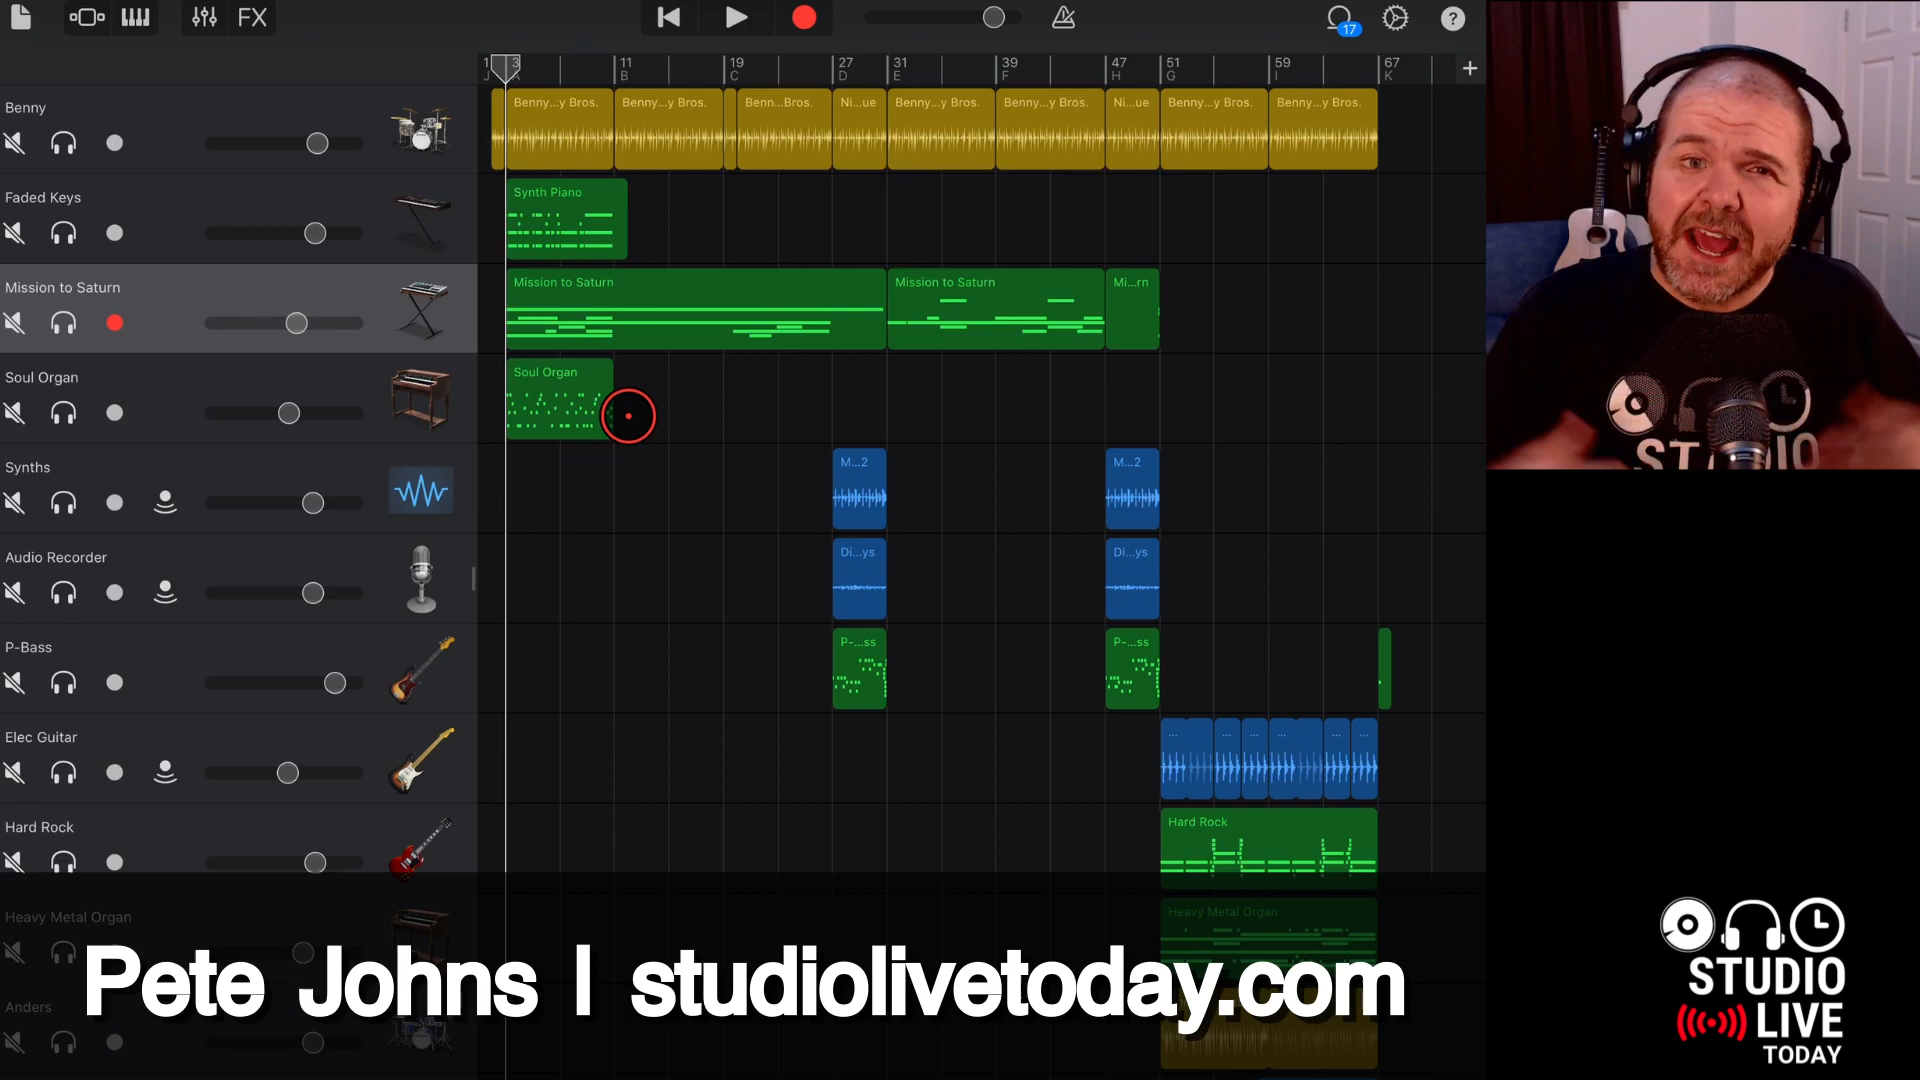 FX
17
?
1 3 11 19 27 31 39 47 51 59 67
J A B C D E F H G I K
+
Benny
Benny...y Bros. Benny...y Bros. Benn...Bros. Ni...ue Benny...y Bros. Benny...y Bros. Ni...ue Benny...y Bros. Benny...y Bros.
Faded Keys
Synth Piano
Mission to Saturn
Mission to Saturn Mission to Saturn Mi...rn
Soul Organ
Soul Organ
Synths
M...2 M...2
Audio Recorder
Di...ys Di...ys
P-Bass
P-...ss P-...ss
Elec Guitar
... ... ... ... ... ...
Hard Rock
Hard Rock
Heavy Metal Organ
Heavy Metal Organ
Anders
Pete Johns | studiolivetoday.com
STUDIO
STUDIO
LIVE
TODAY